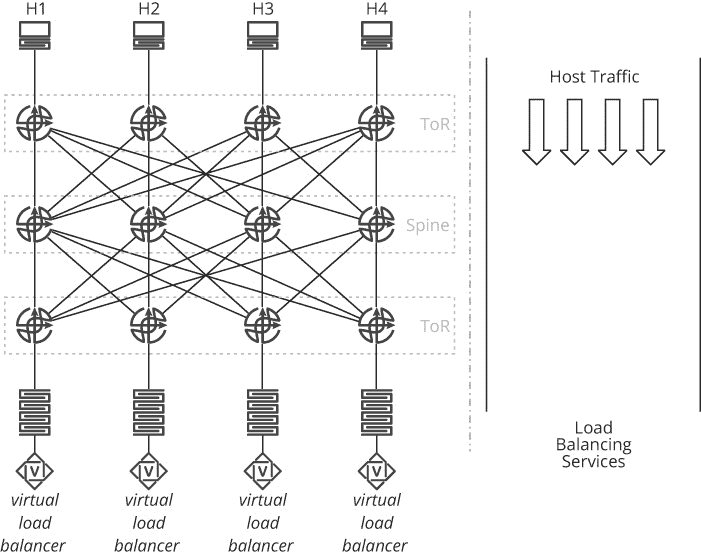 H1
H2
H3
H4
Host Traffic
ToR
Spine
ToR
Load
Balancing
Services
V
V
V
V
virtual
load
balancer
virtual
load
balancer
virtual
load
balancer
virtual
load
balancer